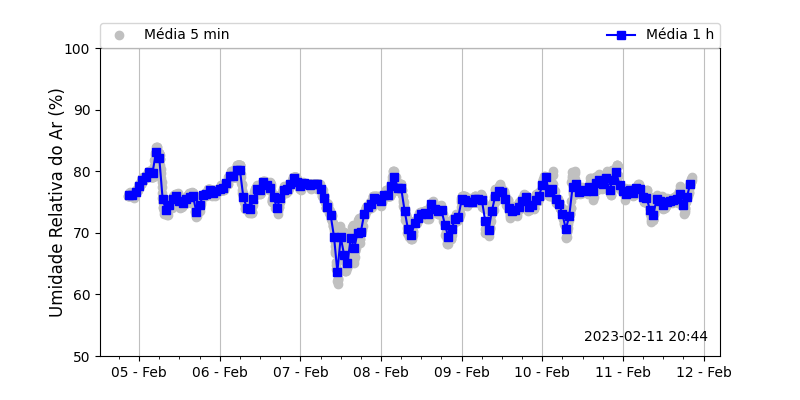 Média 5 min
Média 1 h
Umidade Relativa do Ar (%)
100
90
80
70
60
50
2023-02-11 20:44
05 - Feb
06 - Feb
07 - Feb
08 - Feb
09 - Feb
10 - Feb
11 - Feb
12 - Feb